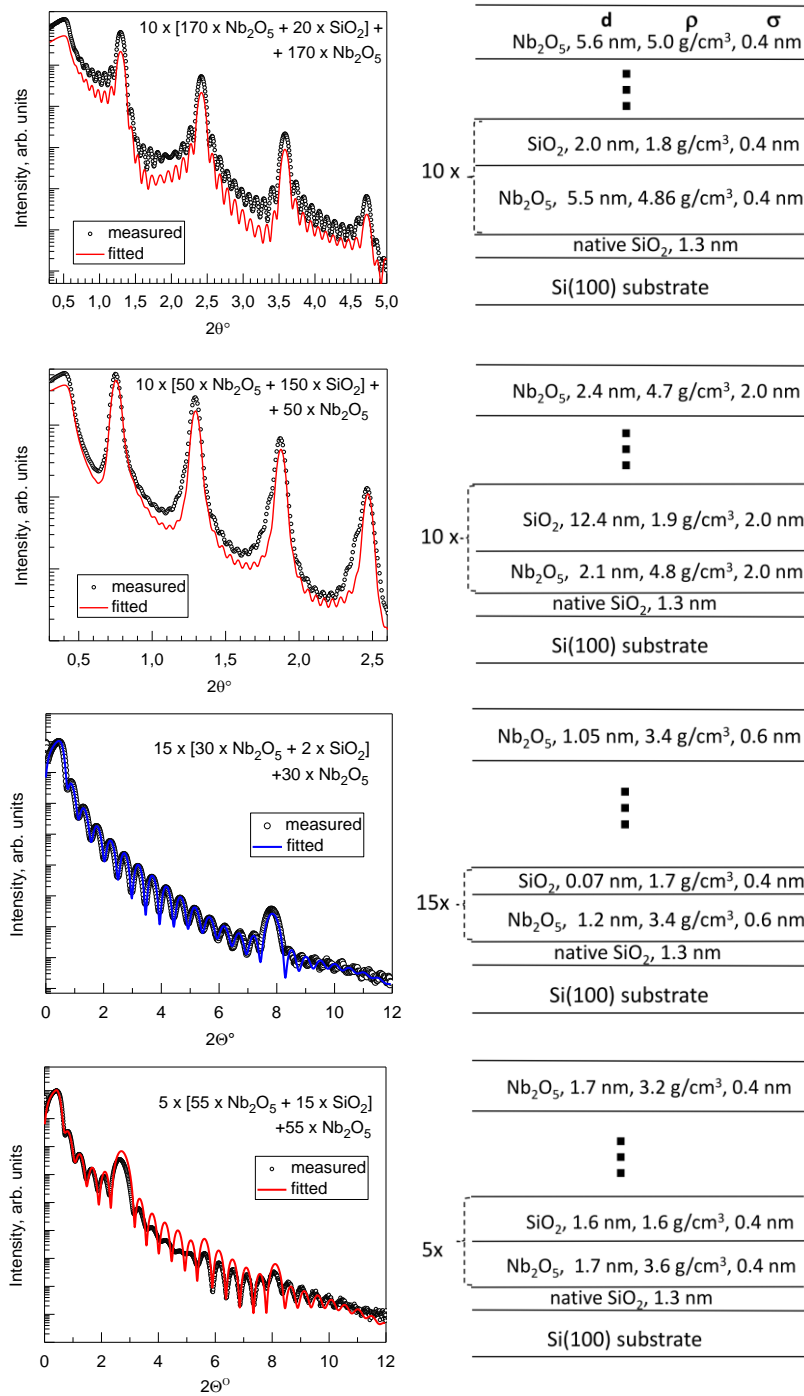 10 x [170 x Nb₂O₅ + 20 x SiO₂] +
+ 170 x Nb₂O₅
Intensity, arb. units
measured
fitted
0,5 1,0 1,5 2,0 2,5 3,0 3,5 4,0 4,5 5,0
2θ°
d ρ σ
Nb₂O₅, 5.6 nm, 5.0 g/cm³, 0.4 nm
10 x
SiO₂, 2.0 nm, 1.8 g/cm³, 0.4 nm
Nb₂O₅, 5.5 nm, 4.86 g/cm³, 0.4 nm
native SiO₂, 1.3 nm
Si(100) substrate
10 x [50 x Nb₂O₅ + 150 x SiO₂] +
+ 50 x Nb₂O₅
Intensity, arb. units
measured
fitted
0,5 1,0 1,5 2,0 2,5
2θ°
Nb₂O₅, 2.4 nm, 4.7 g/cm³, 2.0 nm
10 x
SiO₂, 12.4 nm, 1.9 g/cm³, 2.0 nm
Nb₂O₅, 2.1 nm, 4.8 g/cm³, 2.0 nm
native SiO₂, 1.3 nm
Si(100) substrate
15 x [30 x Nb₂O₅ + 2 x SiO₂]
+30 x Nb₂O₅
Intensity, arb. units
measured
fitted
0 2 4 6 8 10 12
2Θ°
Nb₂O₅, 1.05 nm, 3.4 g/cm³, 0.6 nm
15x
SiO₂, 0.07 nm, 1.7 g/cm³, 0.4 nm
Nb₂O₅, 1.2 nm, 3.4 g/cm³, 0.6 nm
native SiO₂, 1.3 nm
Si(100) substrate
5 x [55 x Nb₂O₅ + 15 x SiO₂]
+55 x Nb₂O₅
Intensity, arb. units
measured
fitted
0 2 4 6 8 10 12
2Θᴼ
Nb₂O₅, 1.7 nm, 3.2 g/cm³, 0.4 nm
5x
SiO₂, 1.6 nm, 1.6 g/cm³, 0.4 nm
Nb₂O₅, 1.7 nm, 3.6 g/cm³, 0.4 nm
native SiO₂, 1.3 nm
Si(100) substrate